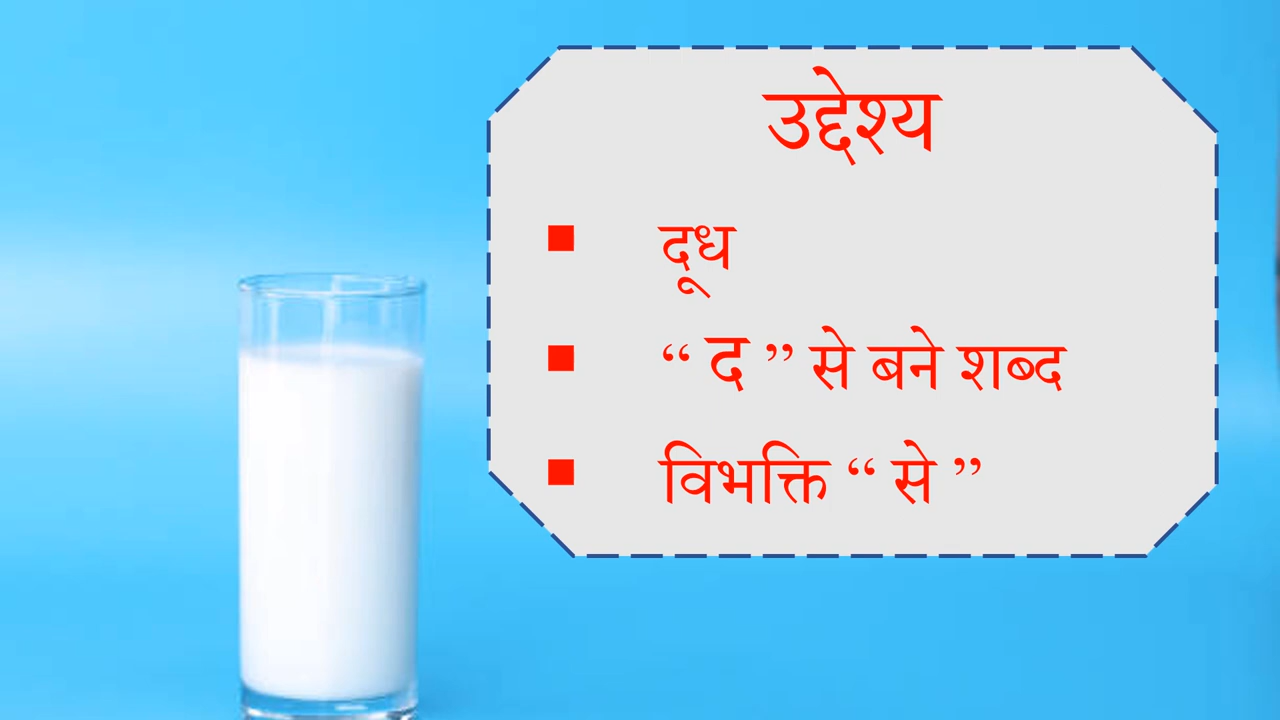 उद्देश्य
■ दूध
■ “ द ” से बने शब्द
■ विभक्ति “ से ”